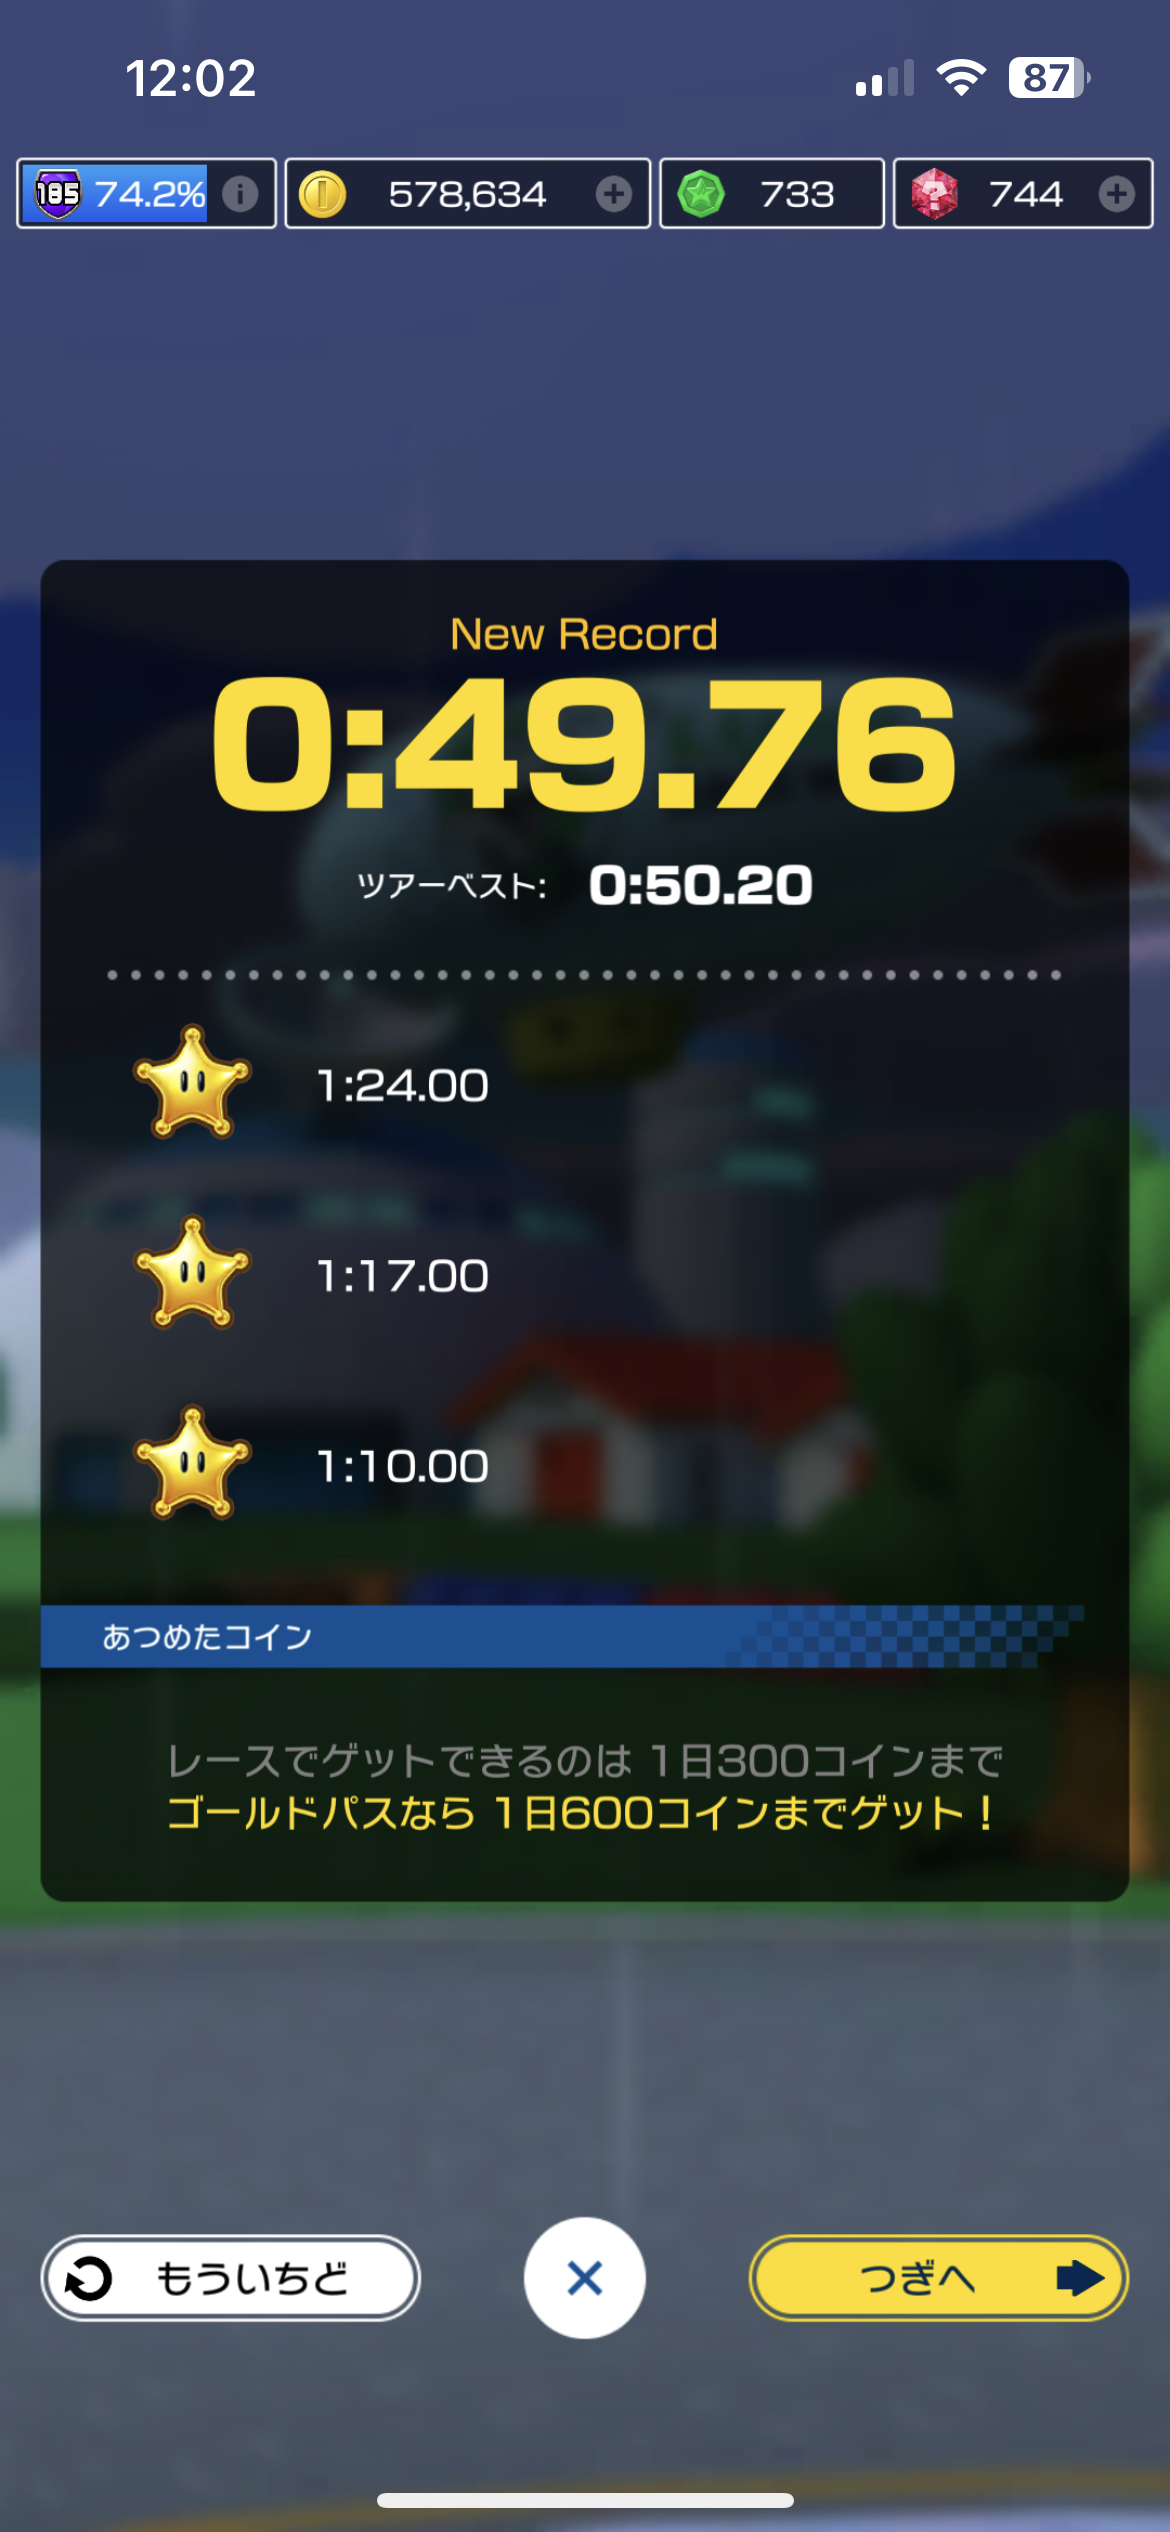 12:02
87
185 74.2% i 578,634 + 733 744 +
New Record
0:49.76
ツアーベスト: 0:50.20
1:24.00
1:17.00
1:10.00
あつめたコイン
レースでゲットできるのは 1日300コインまで
ゴールドパスなら 1日600コインまでゲット！
もういちど
つぎへ